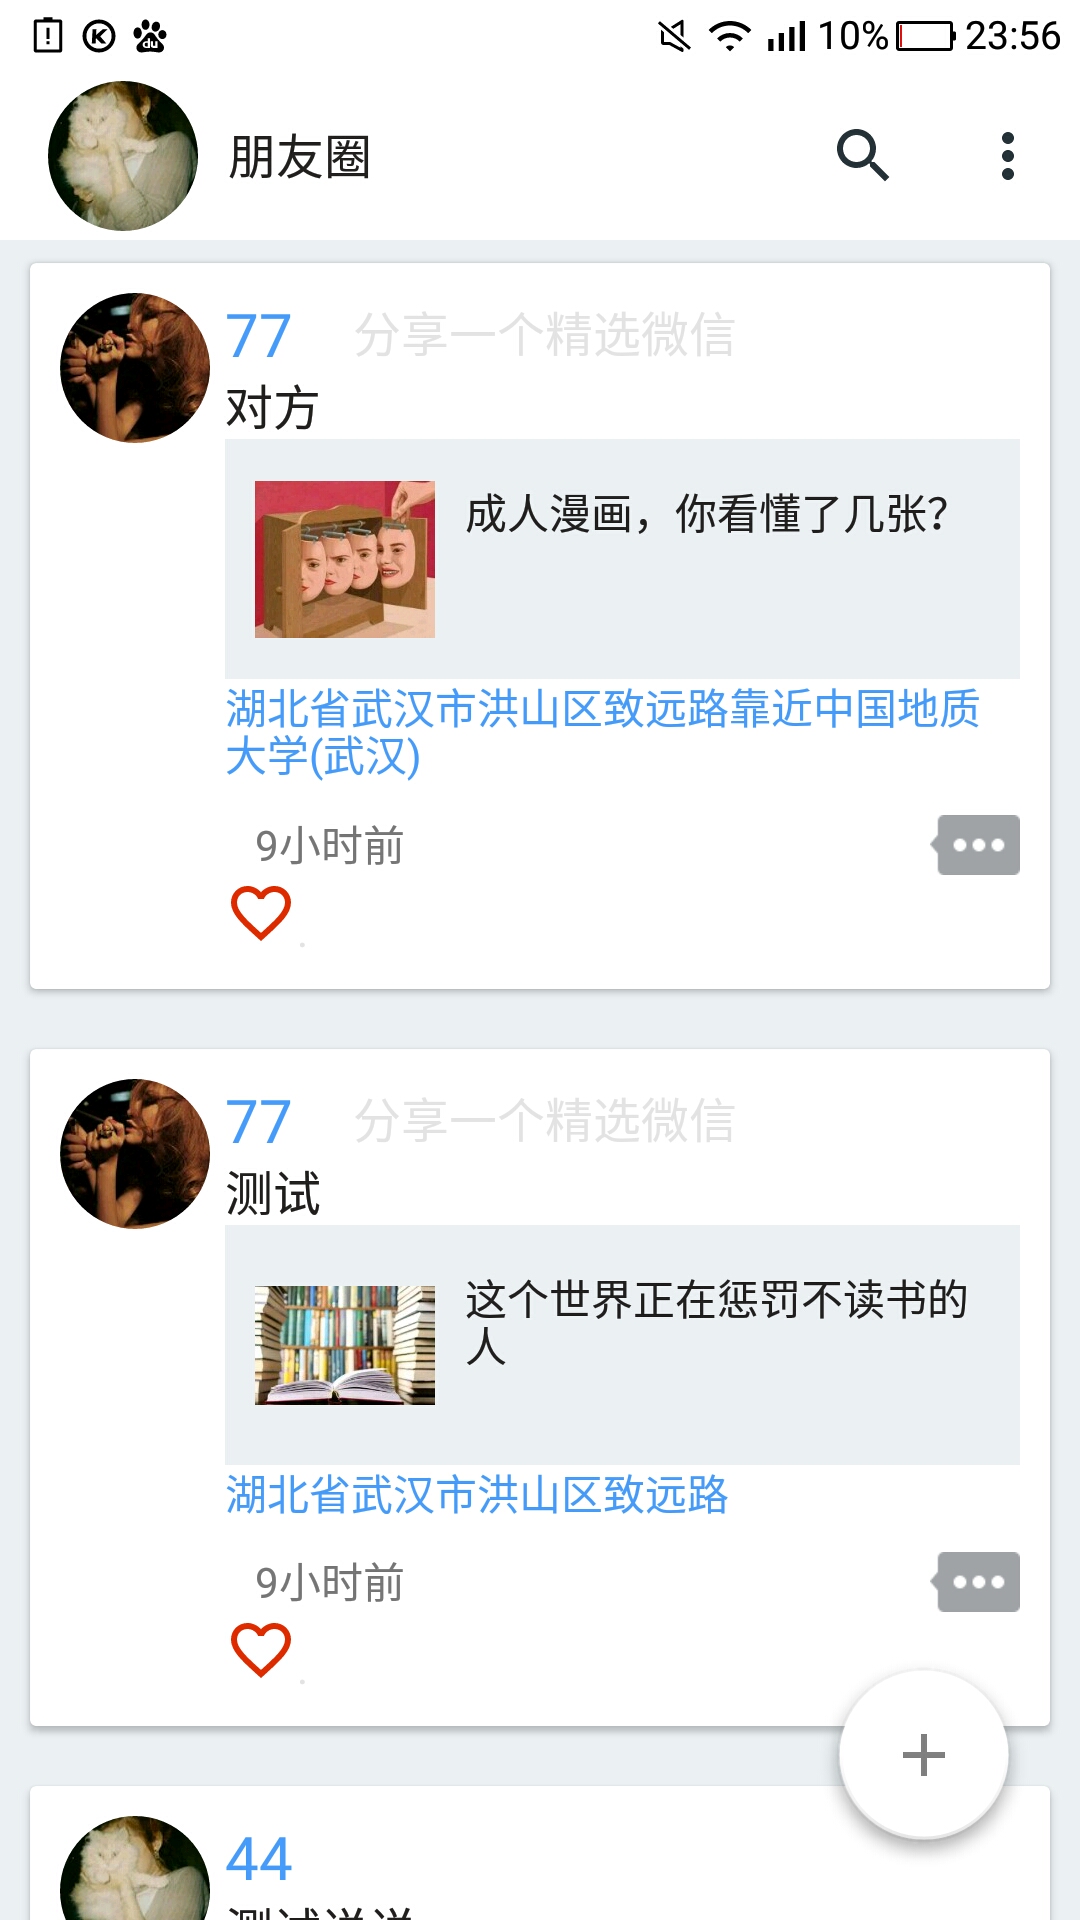 10% 23:56
朋友圈
77 分享一个精选微信
对方
成人漫画，你看懂了几张？
湖北省武汉市洪山区致远路靠近中国地质
大学(武汉)
9小时前
77 分享一个精选微信
测试
这个世界正在惩罚不读书的
人
湖北省武汉市洪山区致远路
9小时前
44
测试说说